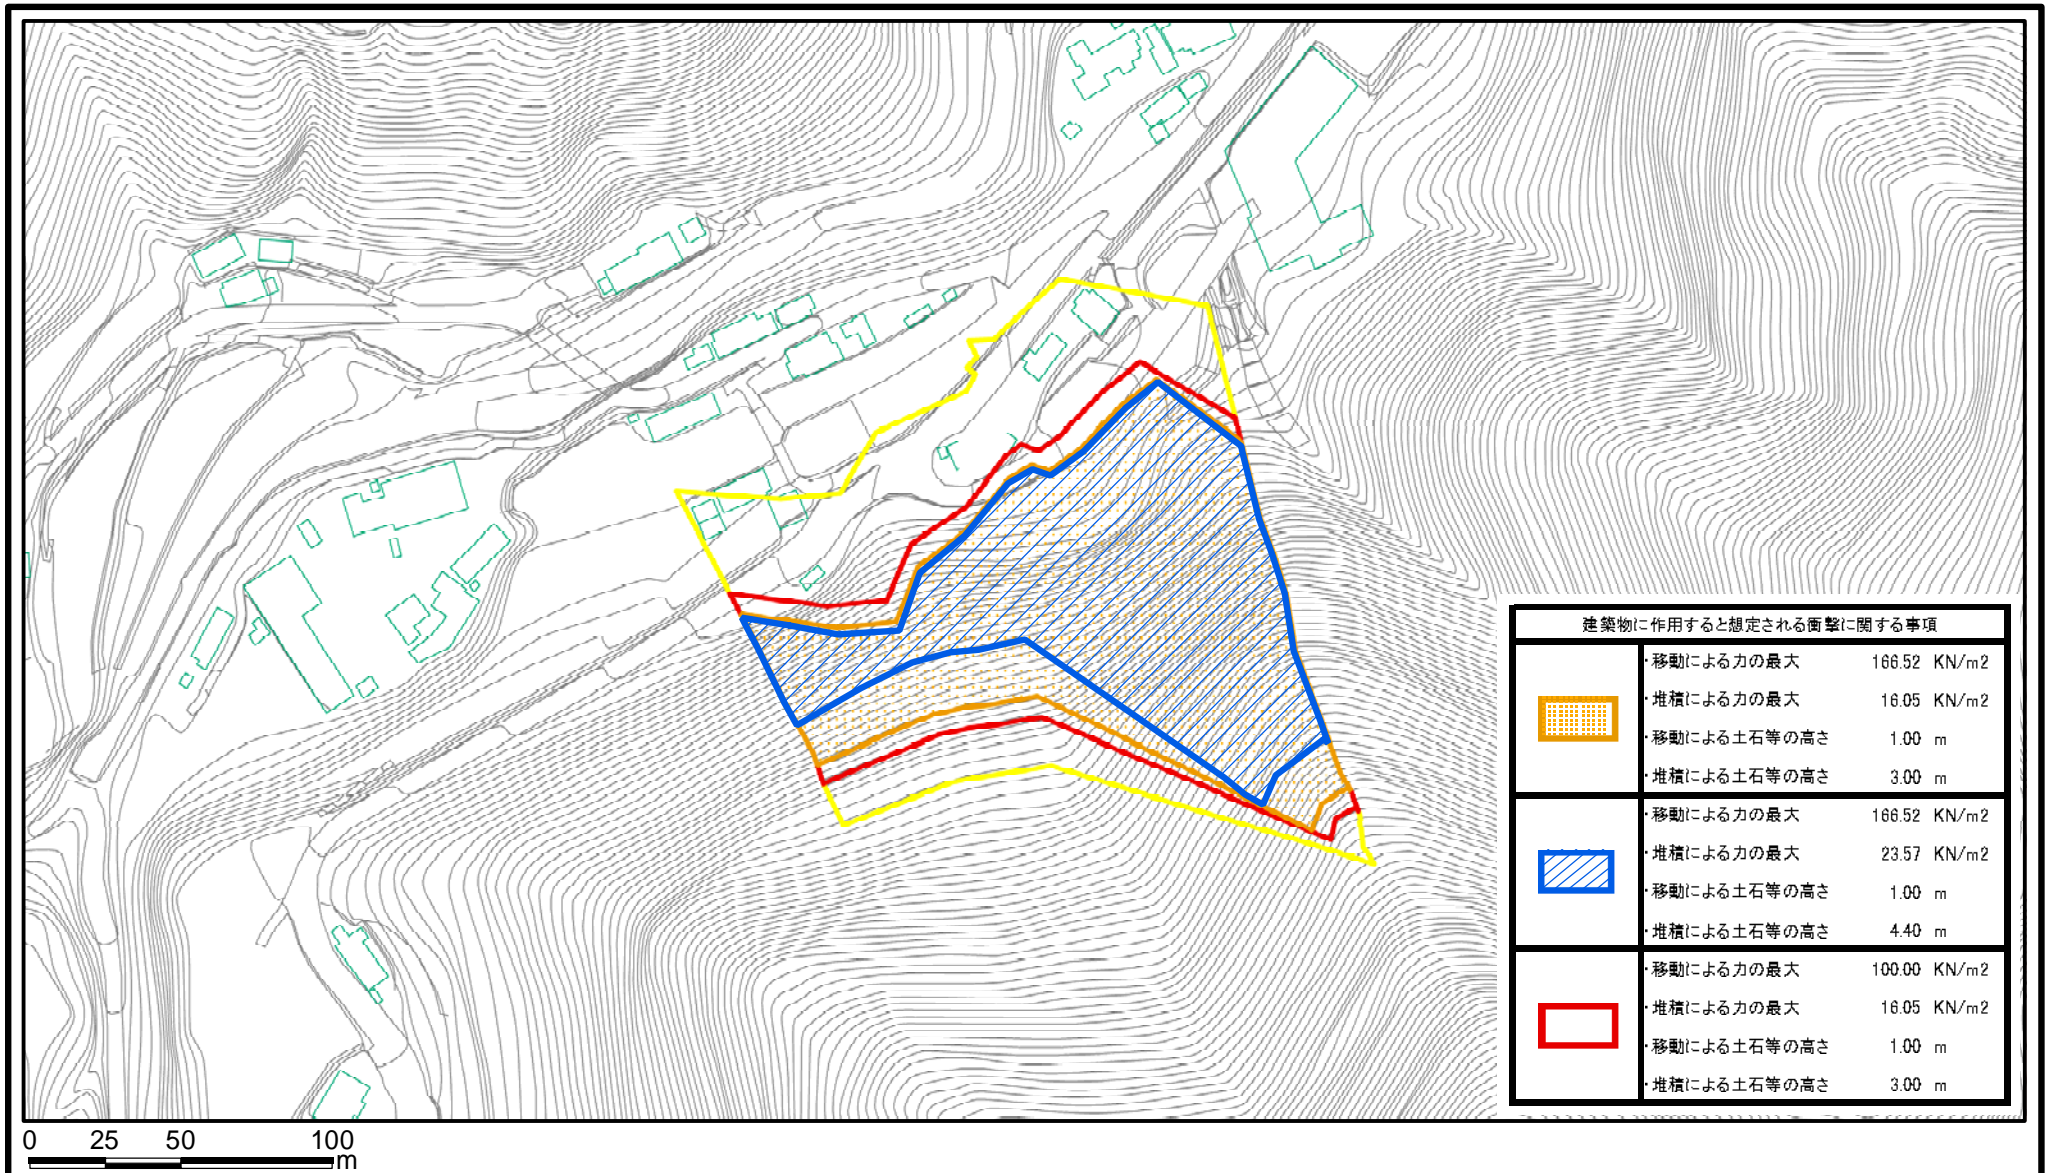 建築物に作用すると想定される衝撃に関する事項
・移動による力の最大 166.52 KN/m2
・堆積による力の最大 16.05 KN/m2
・移動による土石等の高さ 1.00 m
・堆積による土石等の高さ 3.00 m
・移動による力の最大 166.52 KN/m2
・堆積による力の最大 23.57 KN/m2
・移動による土石等の高さ 1.00 m
・堆積による土石等の高さ 4.40 m
・移動による力の最大 100.00 KN/m2
・堆積による力の最大 16.05 KN/m2
・移動による土石等の高さ 1.00 m
・堆積による土石等の高さ 3.00 m
0 25 50 100
m